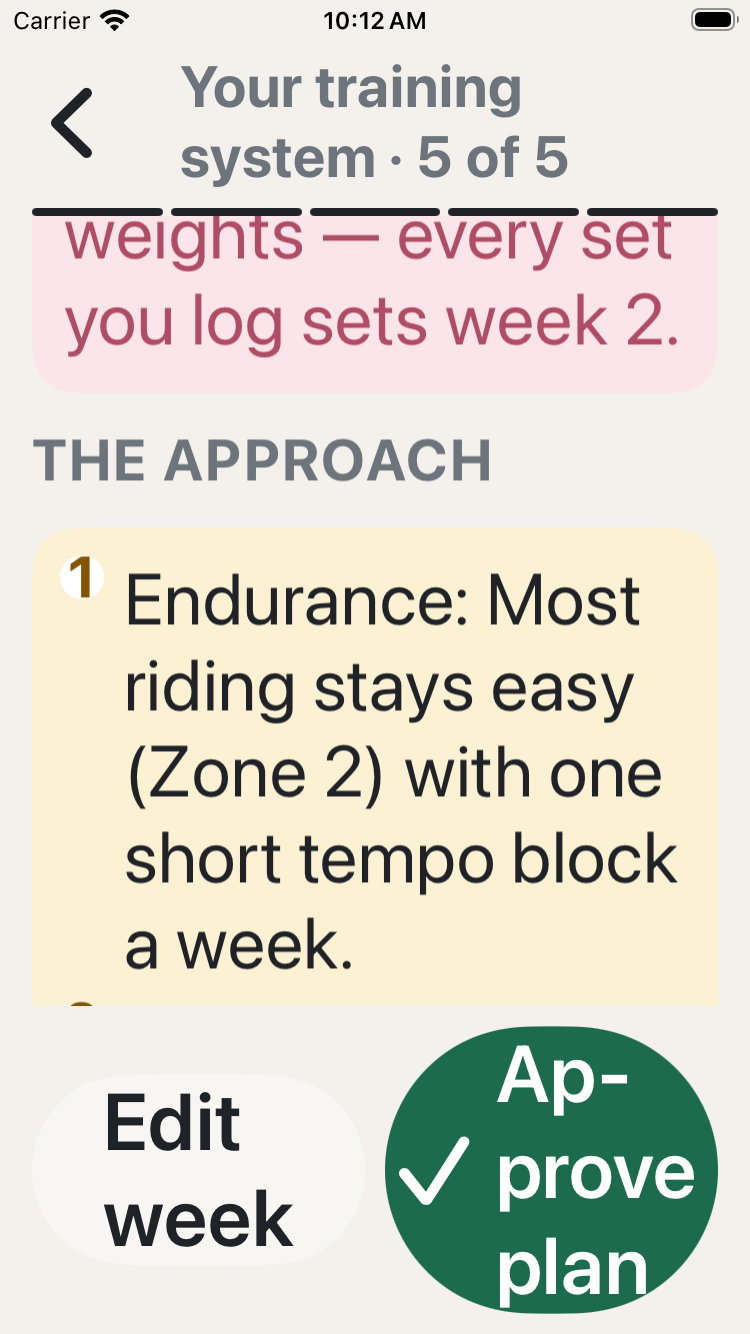 Carrier 10:12 AM
Your training
system · 5 of 5
weights — every set
you log sets week 2.
THE APPROACH
1 Endurance: Most
riding stays easy
(Zone 2) with one
short tempo block
a week.
Edit
week
Ap-
prove
plan